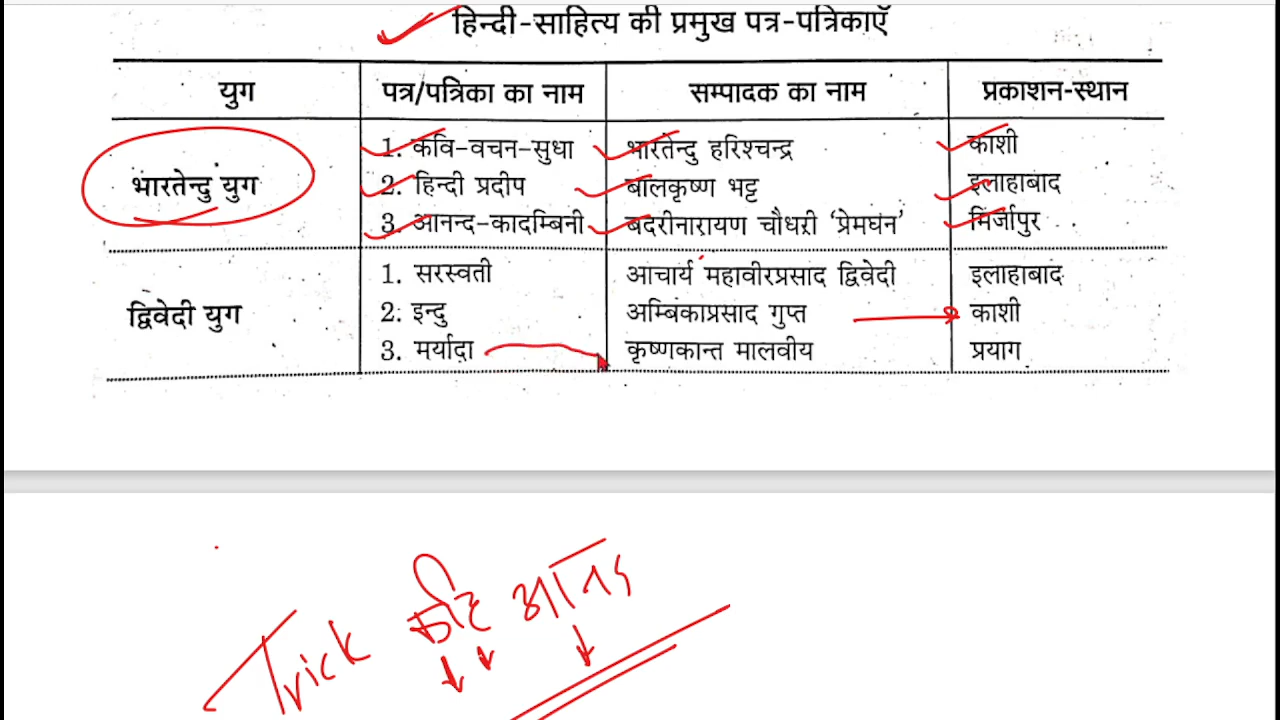 हिन्दी-साहित्य की प्रमुख पत्र-पत्रिकाएँ
युग पत्र/पत्रिका का नाम सम्पादक का नाम प्रकाशन-स्थान
भारतेन्दु युग
1. कवि-वचन-सुधा भारतेन्दु हरिश्चन्द्र काशी
2. हिन्दी प्रदीप बालकृष्ण भट्ट इलाहाबाद
3. आनन्द-कादम्बिनी बदरीनारायण चौधरी ‘प्रेमघन’ मिर्जापुर
द्विवेदी युग
1. सरस्वती आचार्य महावीरप्रसाद द्विवेदी इलाहाबाद
2. इन्दु अम्बिकाप्रसाद गुप्त काशी
3. मर्यादा कृष्णकान्त मालवीय प्रयाग
Trick